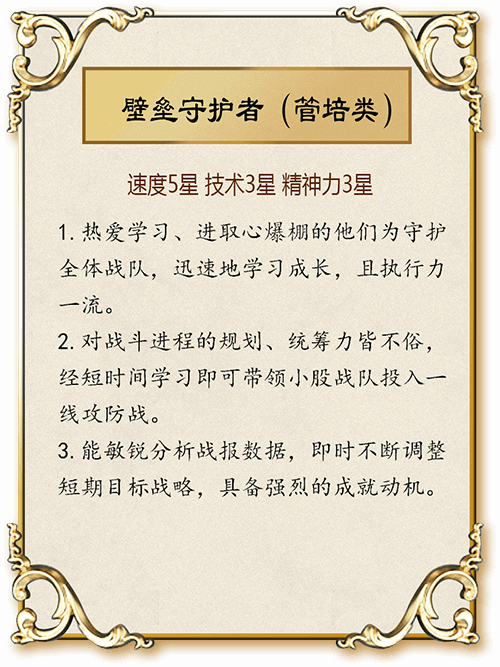 壁垒守护者（管培类）
速度5星 技术3星 精神力3星
1.热爱学习、进取心爆棚的他们为守护
全体战队，迅速地学习成长，且执行力
一流。
2.对战斗进程的规划、统筹力皆不俗，
经短时间学习即可带领小股战队投入一
线攻防战。
3.能敏锐分析战报数据，即时不断调整
短期目标战略，具备强烈的成就动机。